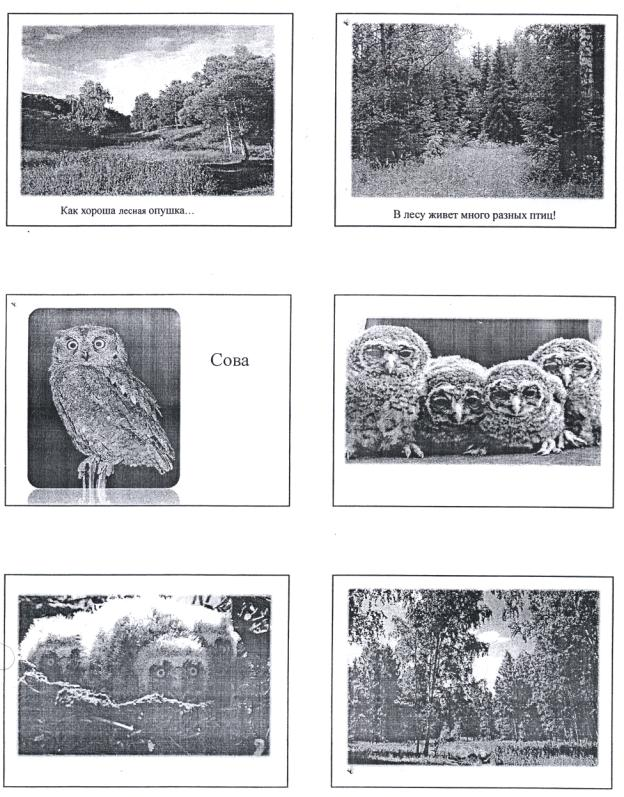 Как хороша лесная опушка...
В лесу живет много разных птиц!
Сова